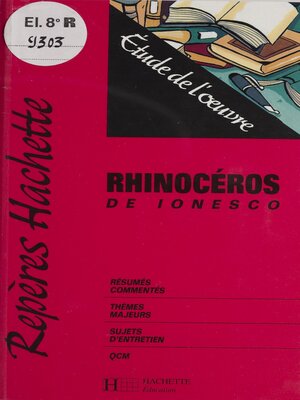 El. 8° R
9303
Étude de l'œuvre
Repères Hachette
RHINOCÉROS
DE IONESCO
RÉSUMÉS
COMMENTÉS
THÈMES
MAJEURS
SUJETS
D'ENTRETIEN
QCM
H HACHETTE
Éducation